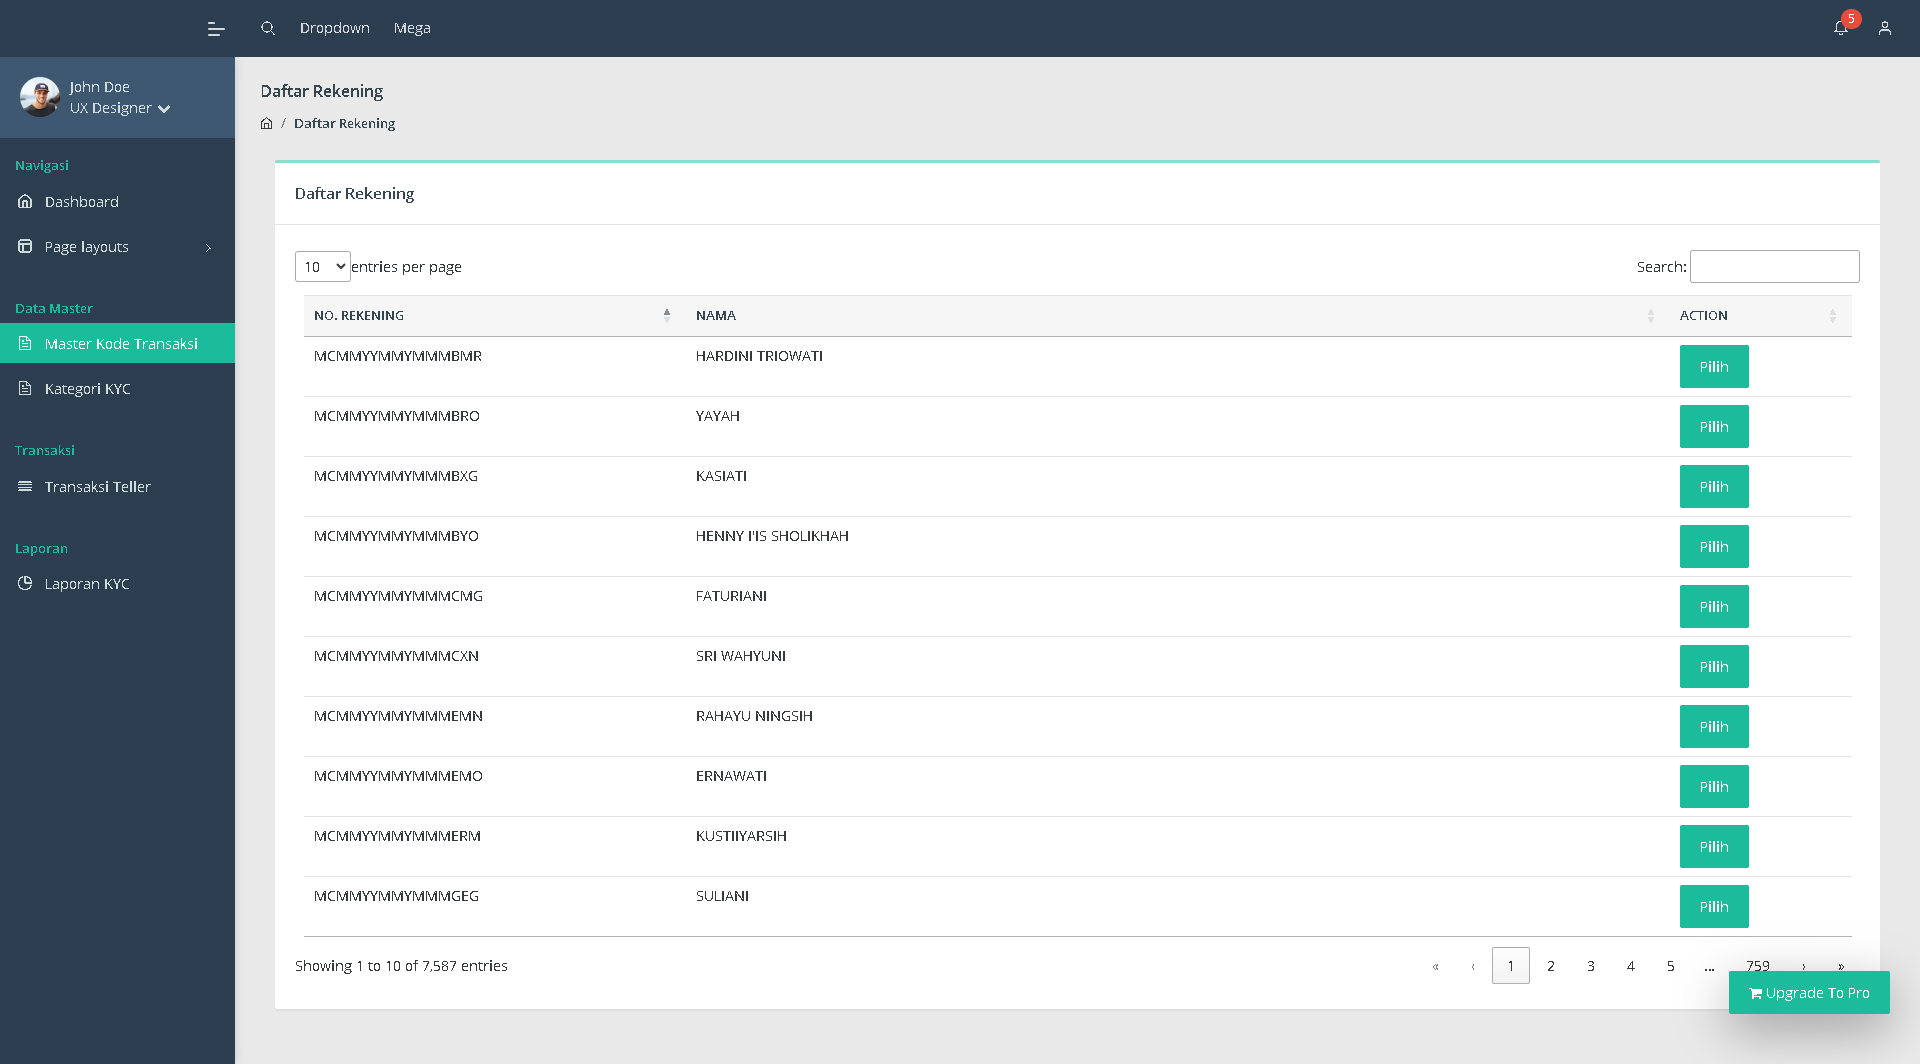 Dropdown Mega 5
John Doe
UX Designer
Navigasi
Dashboard
Page layouts
Data Master
Master Kode Transaksi
Kategori KYC
Transaksi
Transaksi Teller
Laporan
Laporan KYC
Daftar Rekening
/ Daftar Rekening
Daftar Rekening
10 entries per page Search:
NO. REKENING NAMA ACTION
MCMMYYMMYMMMBMR HARDINI TRIOWATI Pilih
MCMMYYMMYMMMBRO YAYAH Pilih
MCMMYYMMYMMMBXG KASIATI Pilih
MCMMYYMMYMMMBYO HENNY I'IS SHOLIKHAH Pilih
MCMMYYMMYMMMCMG FATURIANI Pilih
MCMMYYMMYMMMCXN SRI WAHYUNI Pilih
MCMMYYMMYMMMEMN RAHAYU NINGSIH Pilih
MCMMYYMMYMMMEMO ERNAWATI Pilih
MCMMYYMMYMMMERM KUSTIIYARSIH Pilih
MCMMYYMMYMMMGEG SULIANI Pilih
Showing 1 to 10 of 7,587 entries « ‹ 1 2 3 4 5 ... 759 › »
Upgrade To Pro